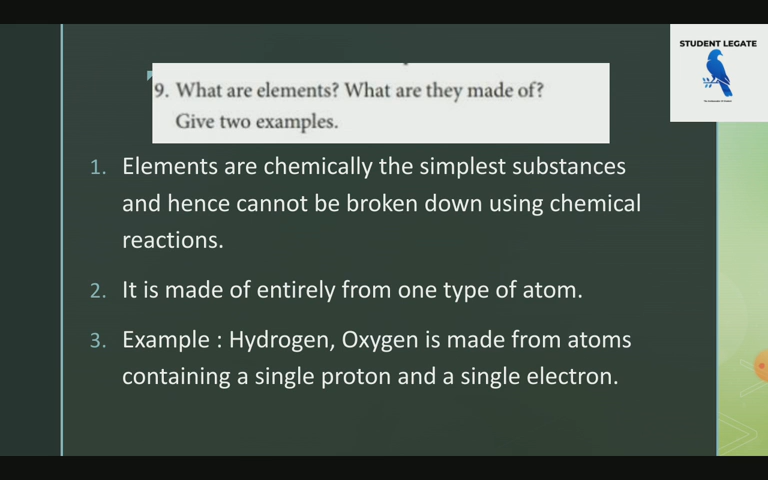 STUDENT LEGATE
9. What are elements? What are they made of?
Give two examples.
1. Elements are chemically the simplest substances
and hence cannot be broken down using chemical
reactions.
2. It is made of entirely from one type of atom.
3. Example : Hydrogen, Oxygen is made from atoms
containing a single proton and a single electron.